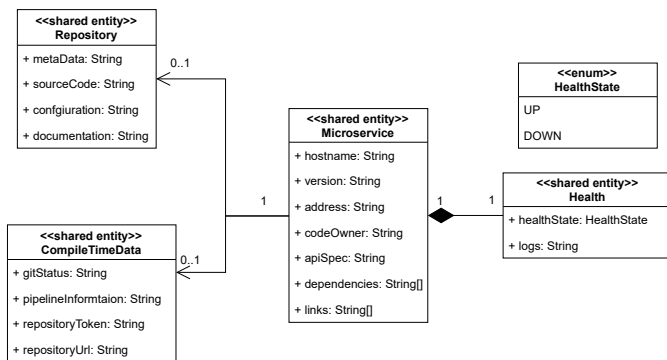 <<shared entity>>
Repository
+ metaData: String
+ sourceCode: String
+ confgiuration: String
+ documentation: String
0..1
<<enum>>
HealthState
UP
DOWN
<<shared entity>>
Microservice
+ hostname: String
+ version: String
+ address: String
+ codeOwner: String
+ apiSpec: String
+ dependencies: String[]
+ links: String[]
1
1
1
<<shared entity>>
Health
+ healthState: HealthState
+ logs: String
<<shared entity>>
CompileTimeData
+ gitStatus: String
+ pipelineInformtaion: String
+ repositoryToken: String
+ repositoryUrl: String
0..1